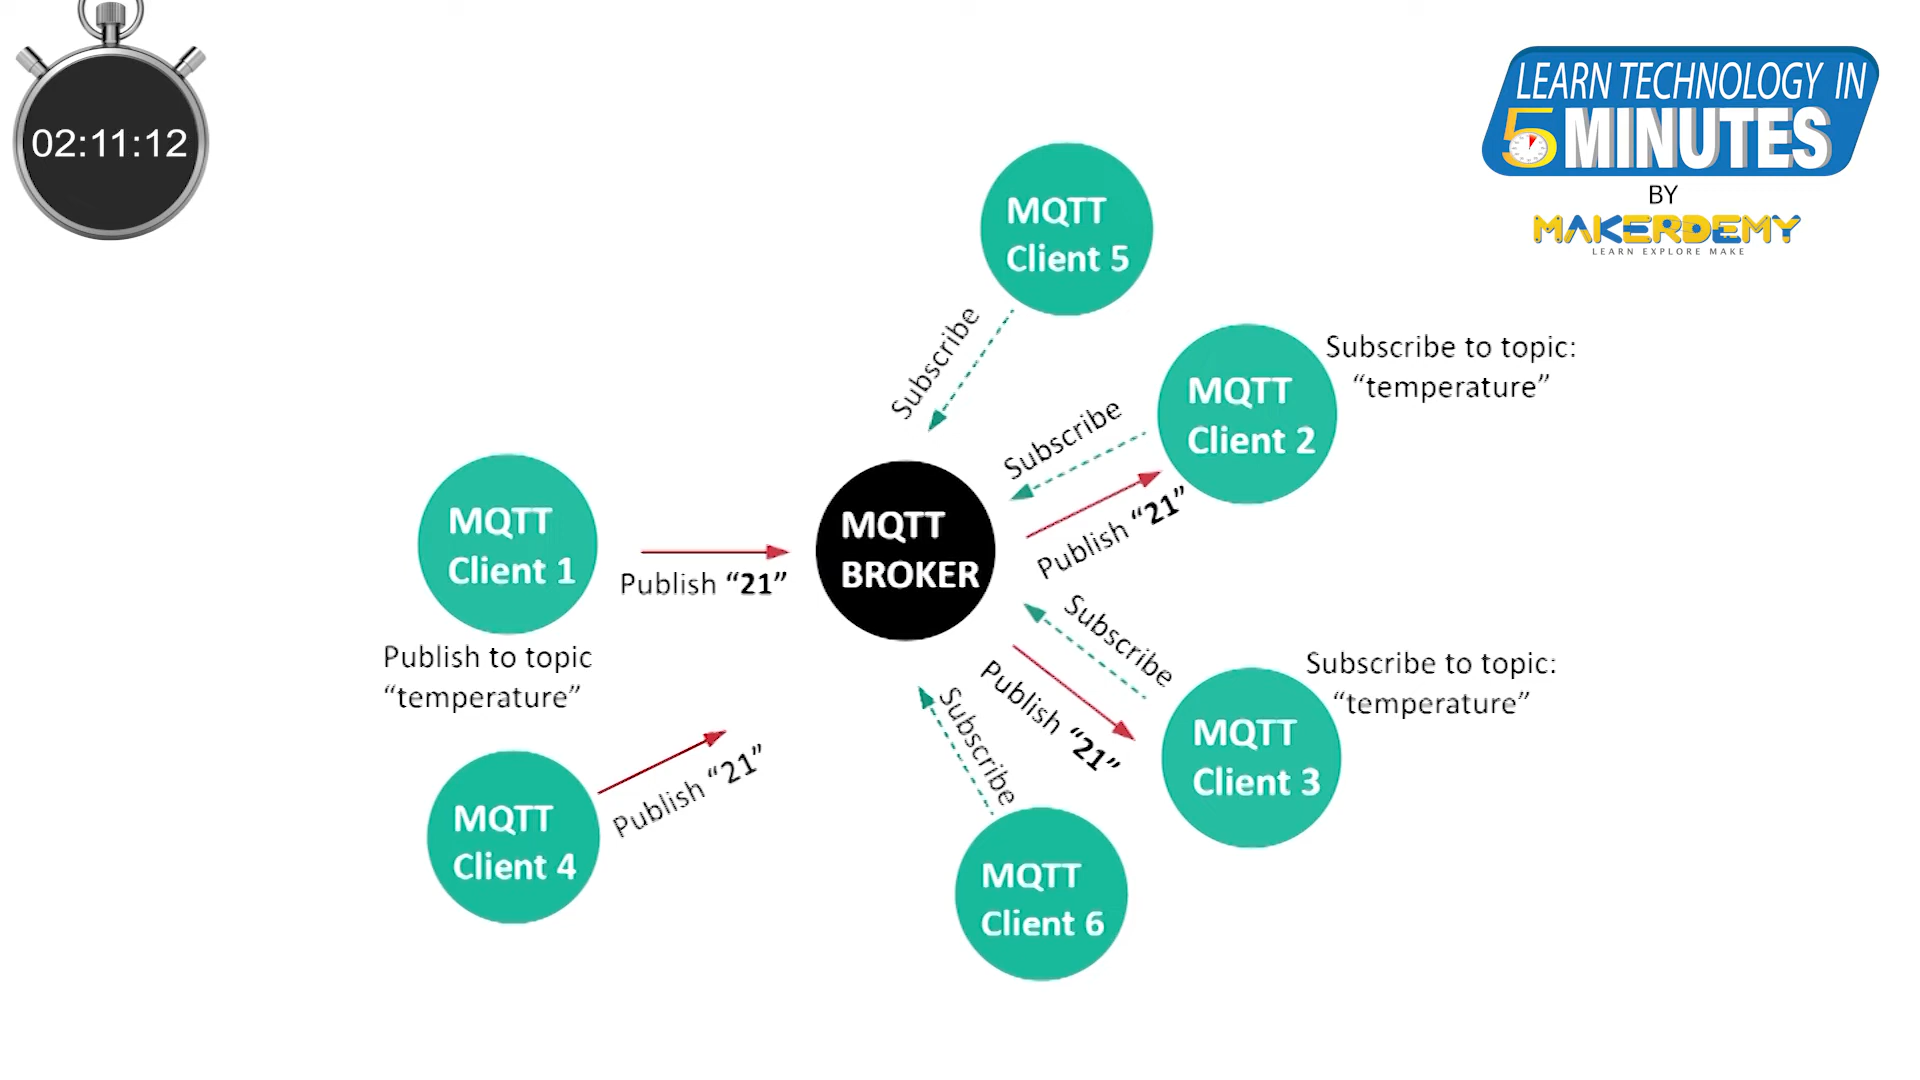 02:11:12
LEARN TECHNOLOGY IN
5 MINUTES
BY
MAKERDEMY
LEARN EXPLORE MAKE
MQTT
Client 5
Subscribe
MQTT
Client 2
Subscribe to topic:
“temperature”
Subscribe
Publish “21”
MQTT
Client 1
Publish “21”
MQTT
BROKER
Publish to topic
“temperature”
Subscribe
Publish “21”
MQTT
Client 3
Subscribe to topic:
“temperature”
MQTT
Client 4
Publish “21”
Subscribe
MQTT
Client 6